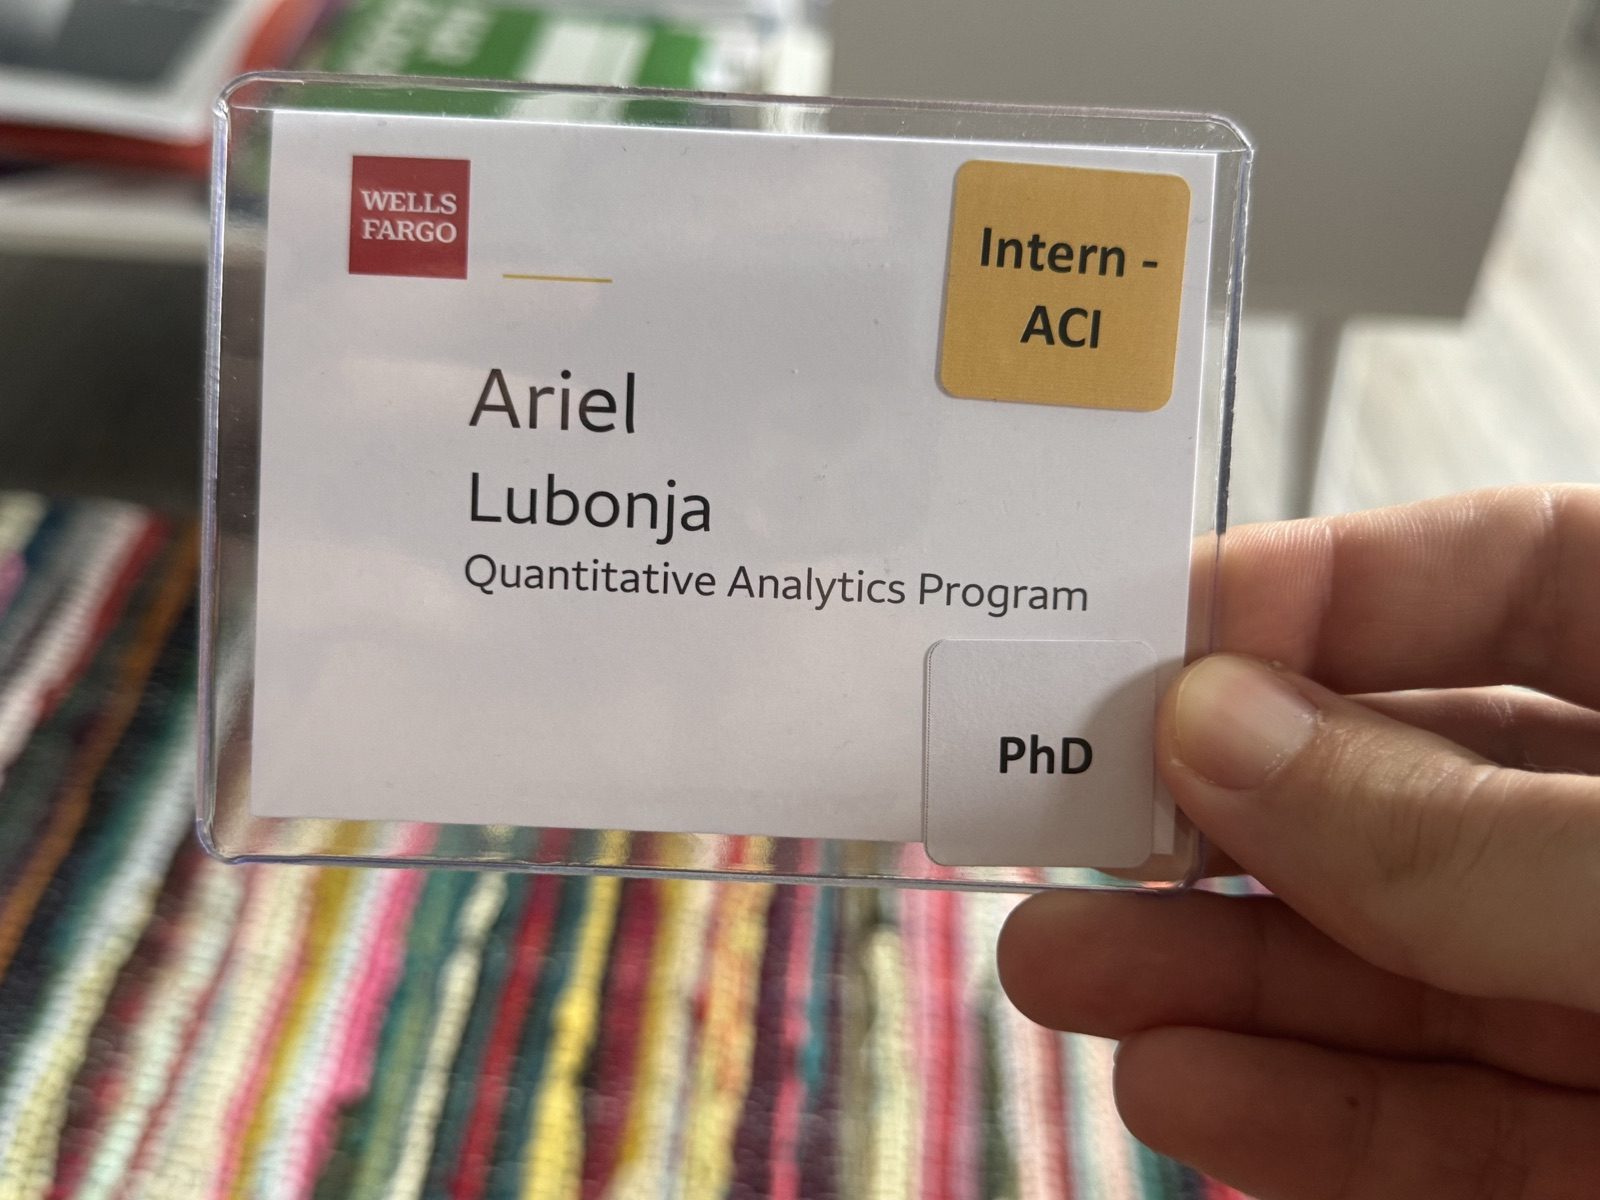 WELLS
FARGO
Intern -
ACI
Ariel
Lubonja
Quantitative Analytics Program
PhD